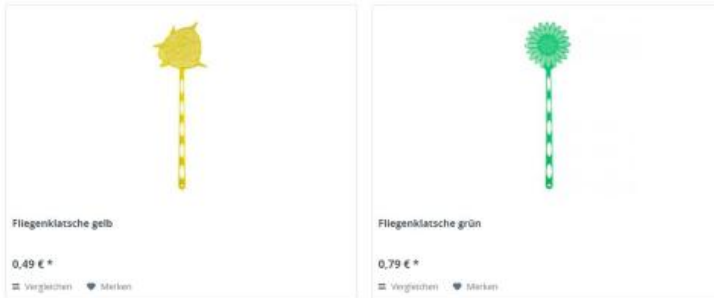 Fliegenklatsche gelb
Fliegenklatsche grün
0,49 € *
0,79 € *
Vergleichen Merken
Vergleichen Merken